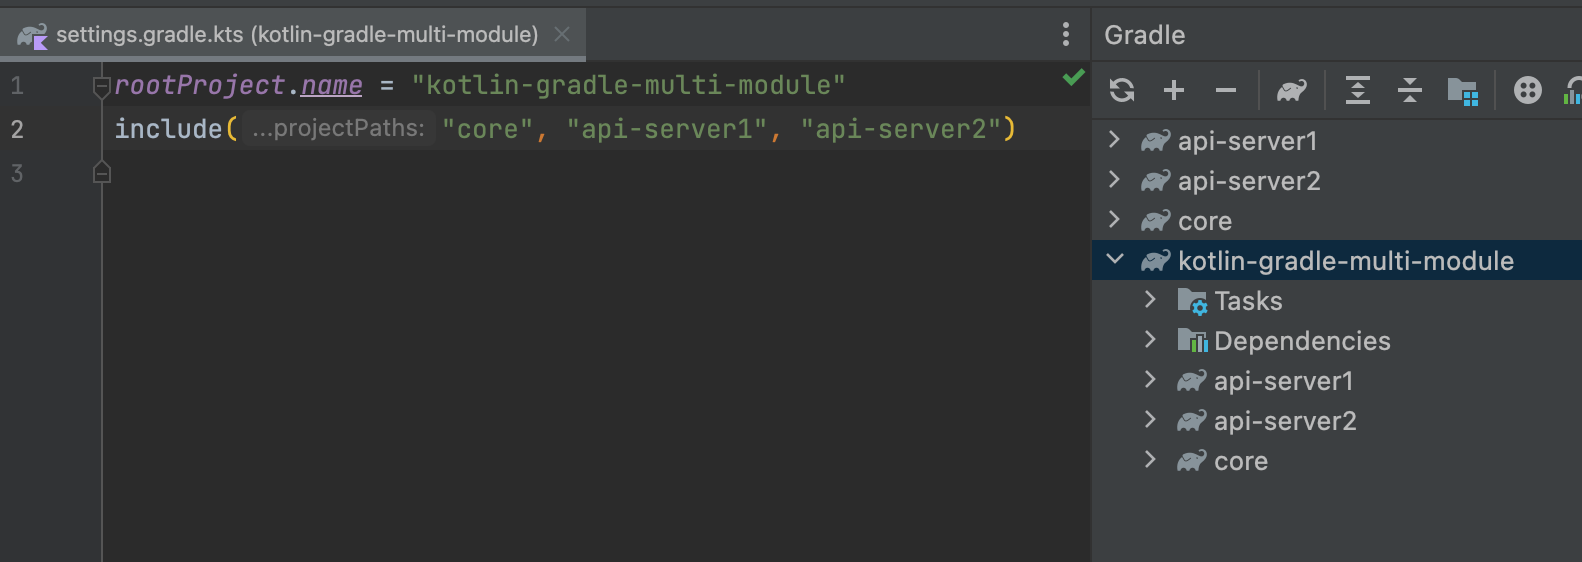 settings.gradle.kts (kotlin-gradle-multi-module)
1 rootProject.name = "kotlin-gradle-multi-module"
2 include( ...projectPaths: "core", "api-server1", "api-server2")
3
Gradle
api-server1
api-server2
core
kotlin-gradle-multi-module
Tasks
Dependencies
api-server1
api-server2
core